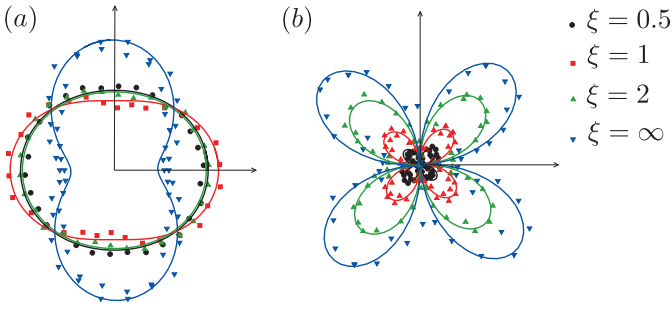 (a)
(b)
ξ = 0.5
ξ = 1
ξ = 2
ξ = ∞